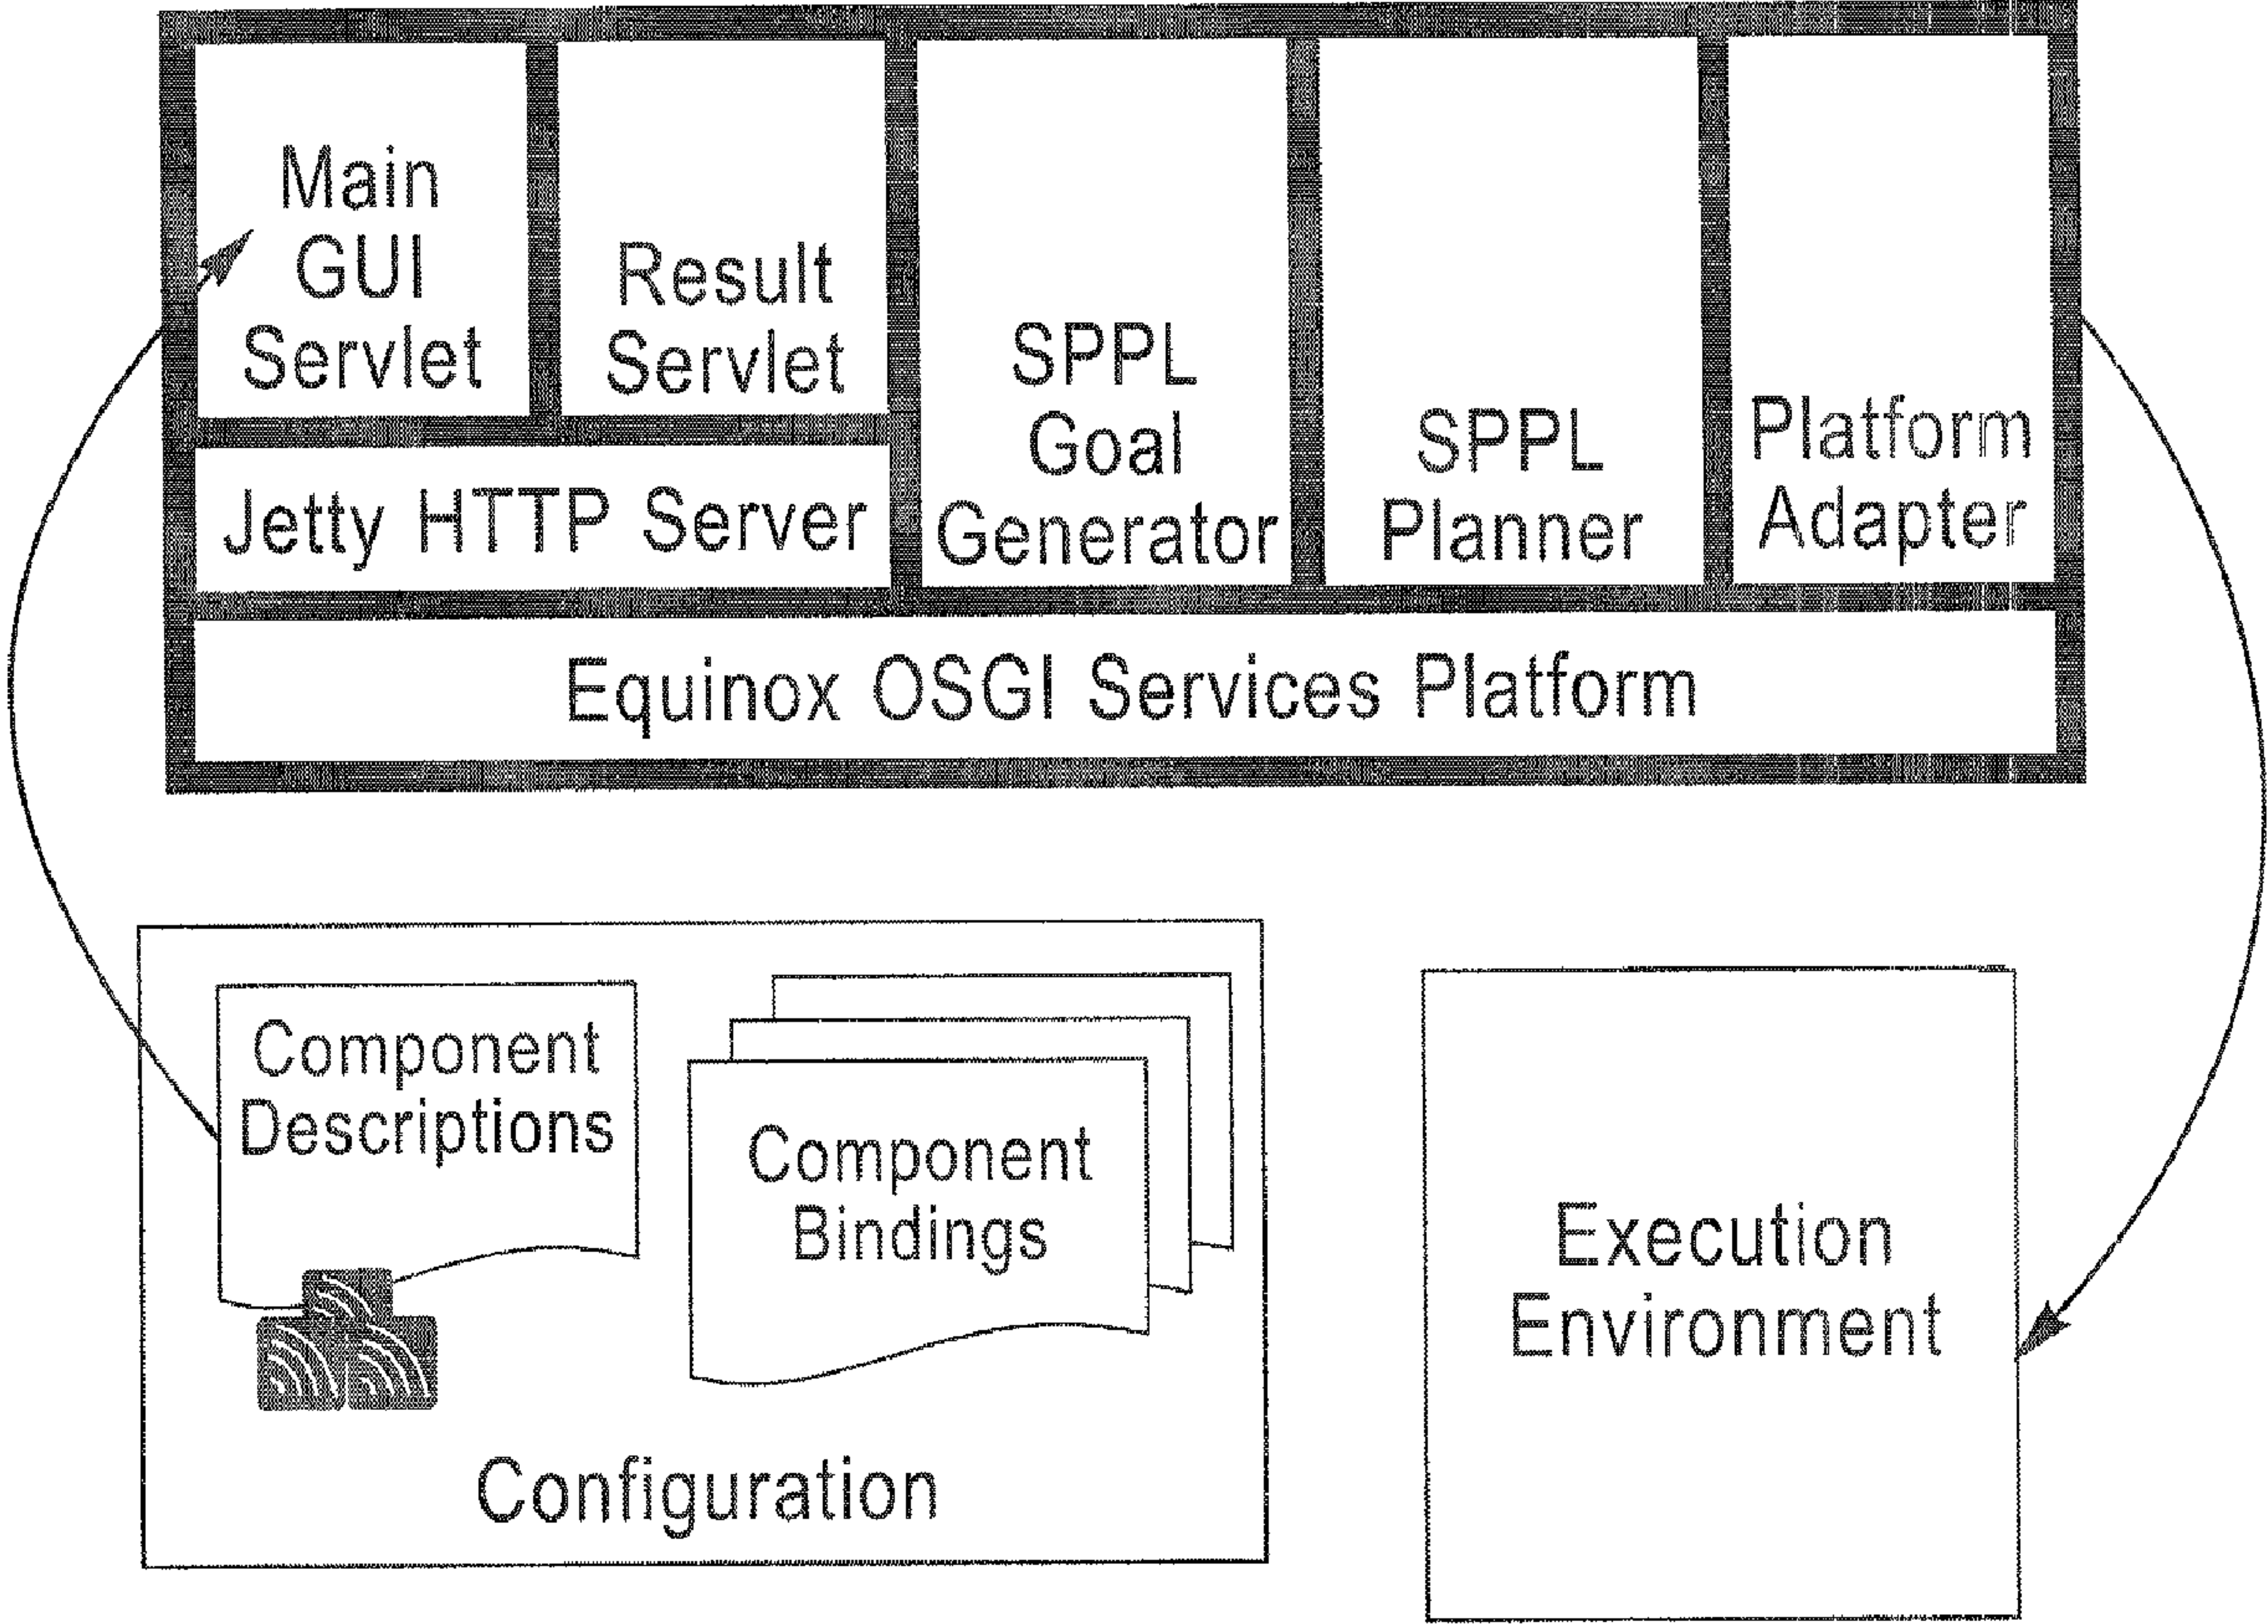 Main
GUI
Servlet
Result
Servlet
SPPL
Goal
Generator
SPPL
Planner
Platform
Adapter
Jetty HTTP Server
Equinox OSGI Services Platform
Component
Descriptions
Component
Bindings
Configuration
Execution
Environment